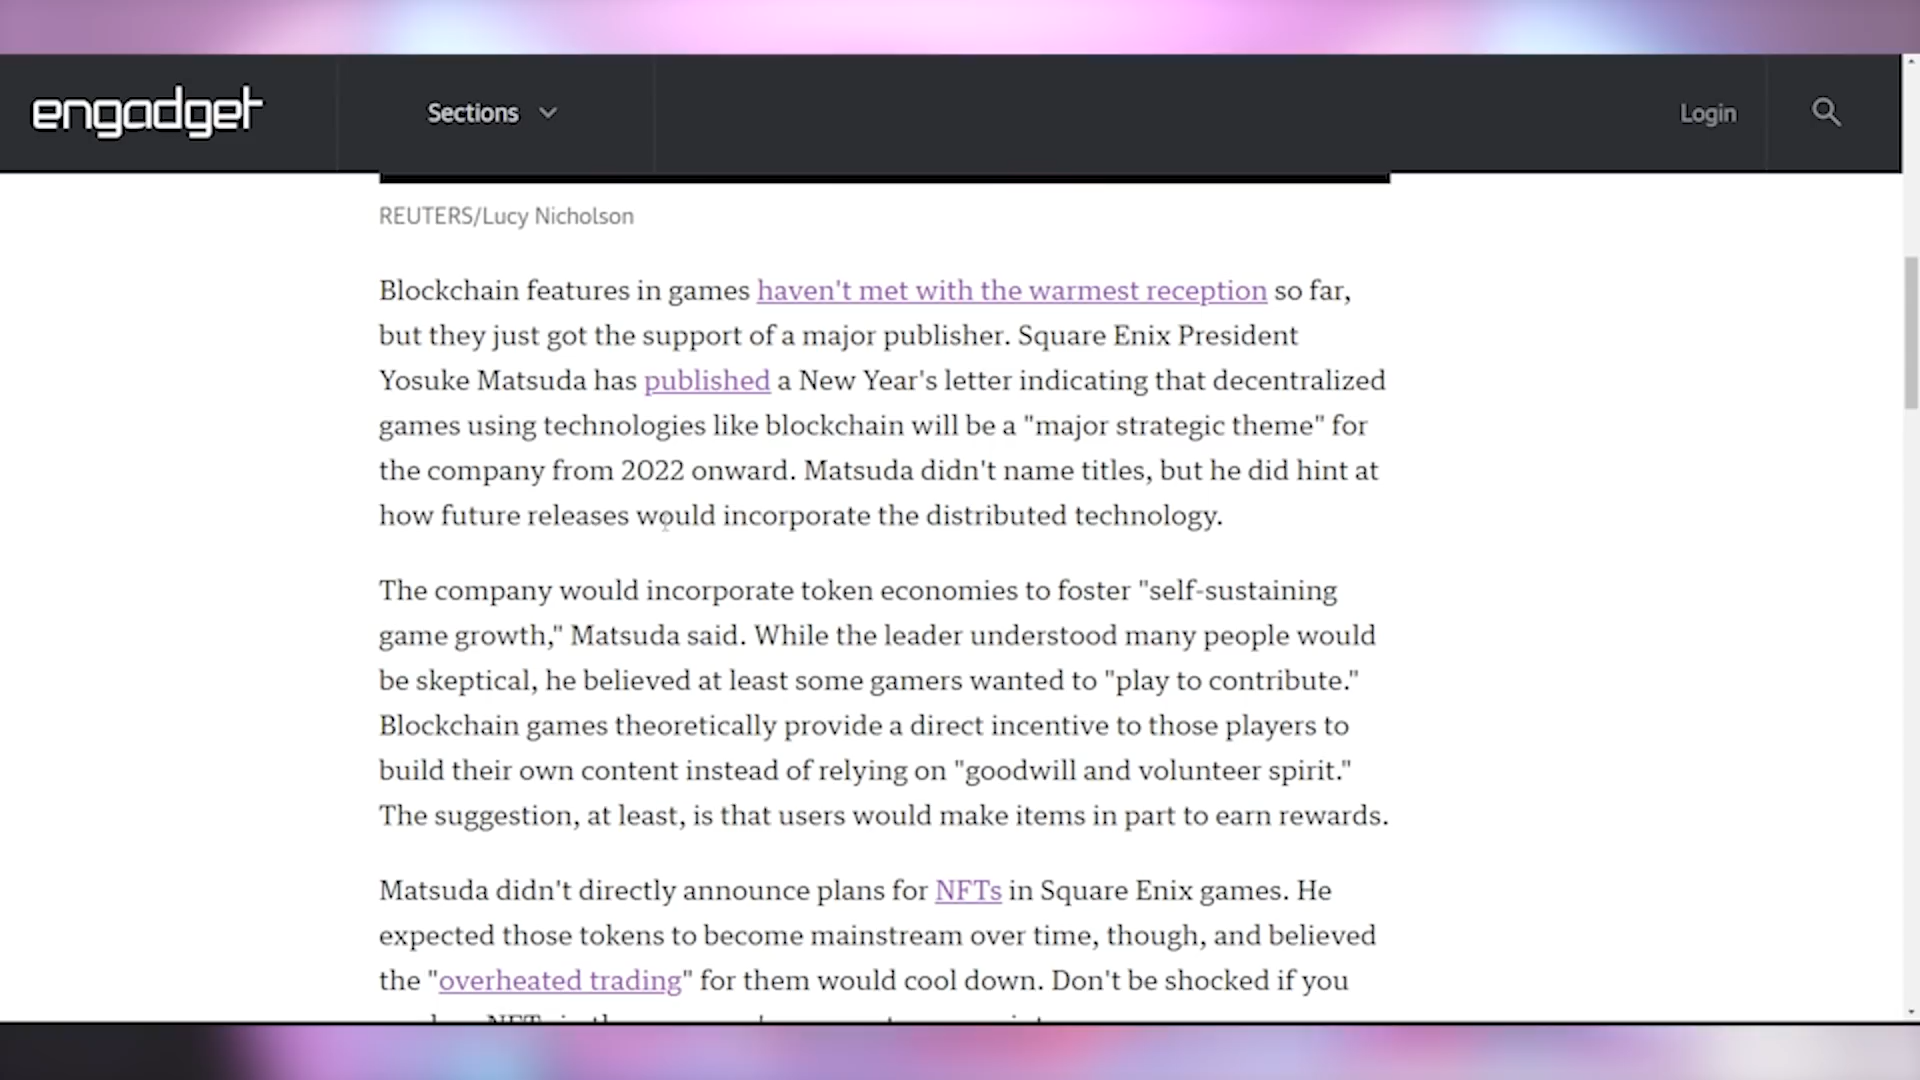 engadget
Sections
Login
REUTERS/Lucy Nicholson
Blockchain features in games haven't met with the warmest reception so far,
but they just got the support of a major publisher. Square Enix President
Yosuke Matsuda has published a New Year's letter indicating that decentralized
games using technologies like blockchain will be a "major strategic theme" for
the company from 2022 onward. Matsuda didn't name titles, but he did hint at
how future releases would incorporate the distributed technology.
The company would incorporate token economies to foster "self-sustaining
game growth," Matsuda said. While the leader understood many people would
be skeptical, he believed at least some gamers wanted to "play to contribute."
Blockchain games theoretically provide a direct incentive to those players to
build their own content instead of relying on "goodwill and volunteer spirit."
The suggestion, at least, is that users would make items in part to earn rewards.
Matsuda didn't directly announce plans for NFTs in Square Enix games. He
expected those tokens to become mainstream over time, though, and believed
the "overheated trading" for them would cool down. Don't be shocked if you